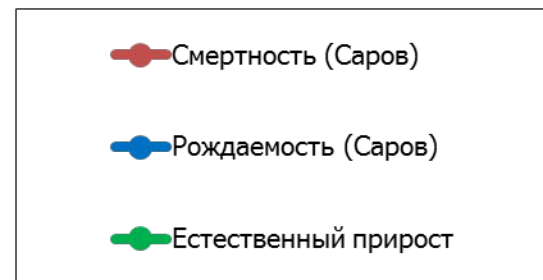 Смертность (Саров)
Рождаемость (Саров)
Естественный прирост